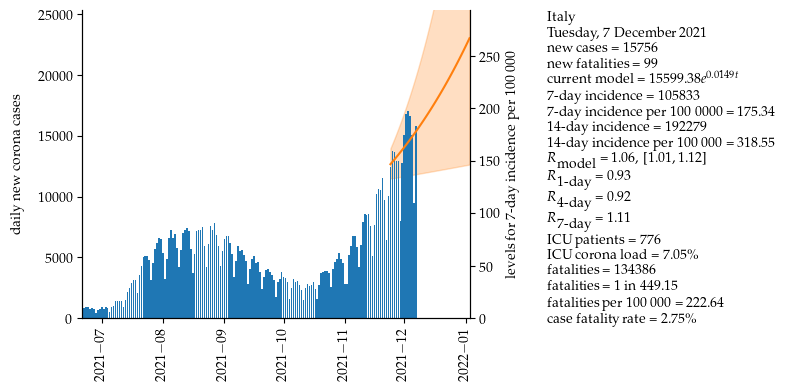 25000
20000
15000
10000
5000
0
daily new corona cases
250
200
150
100
50
0
levels for 7-day incidence per 100 000
2021−07
2021−08
2021−09
2021−10
2021−11
2021−12
2022−01
Italy
Tuesday, 7 December 2021
new cases = 15756
new fatalities = 99
current model = 15599.38e^0.0149t
7-day incidence = 105833
7-day incidence per 100 0000 = 175.34
14-day incidence = 192279
14-day incidence per 100 000 = 318.55
R_model = 1.06, [1.01, 1.12]
R_1-day = 0.93
R_4-day = 0.92
R_7-day = 1.11
ICU patients = 776
ICU corona load = 7.05%
fatalities = 134386
fatalities = 1 in 449.15
fatalities per 100 000 = 222.64
case fatality rate = 2.75%